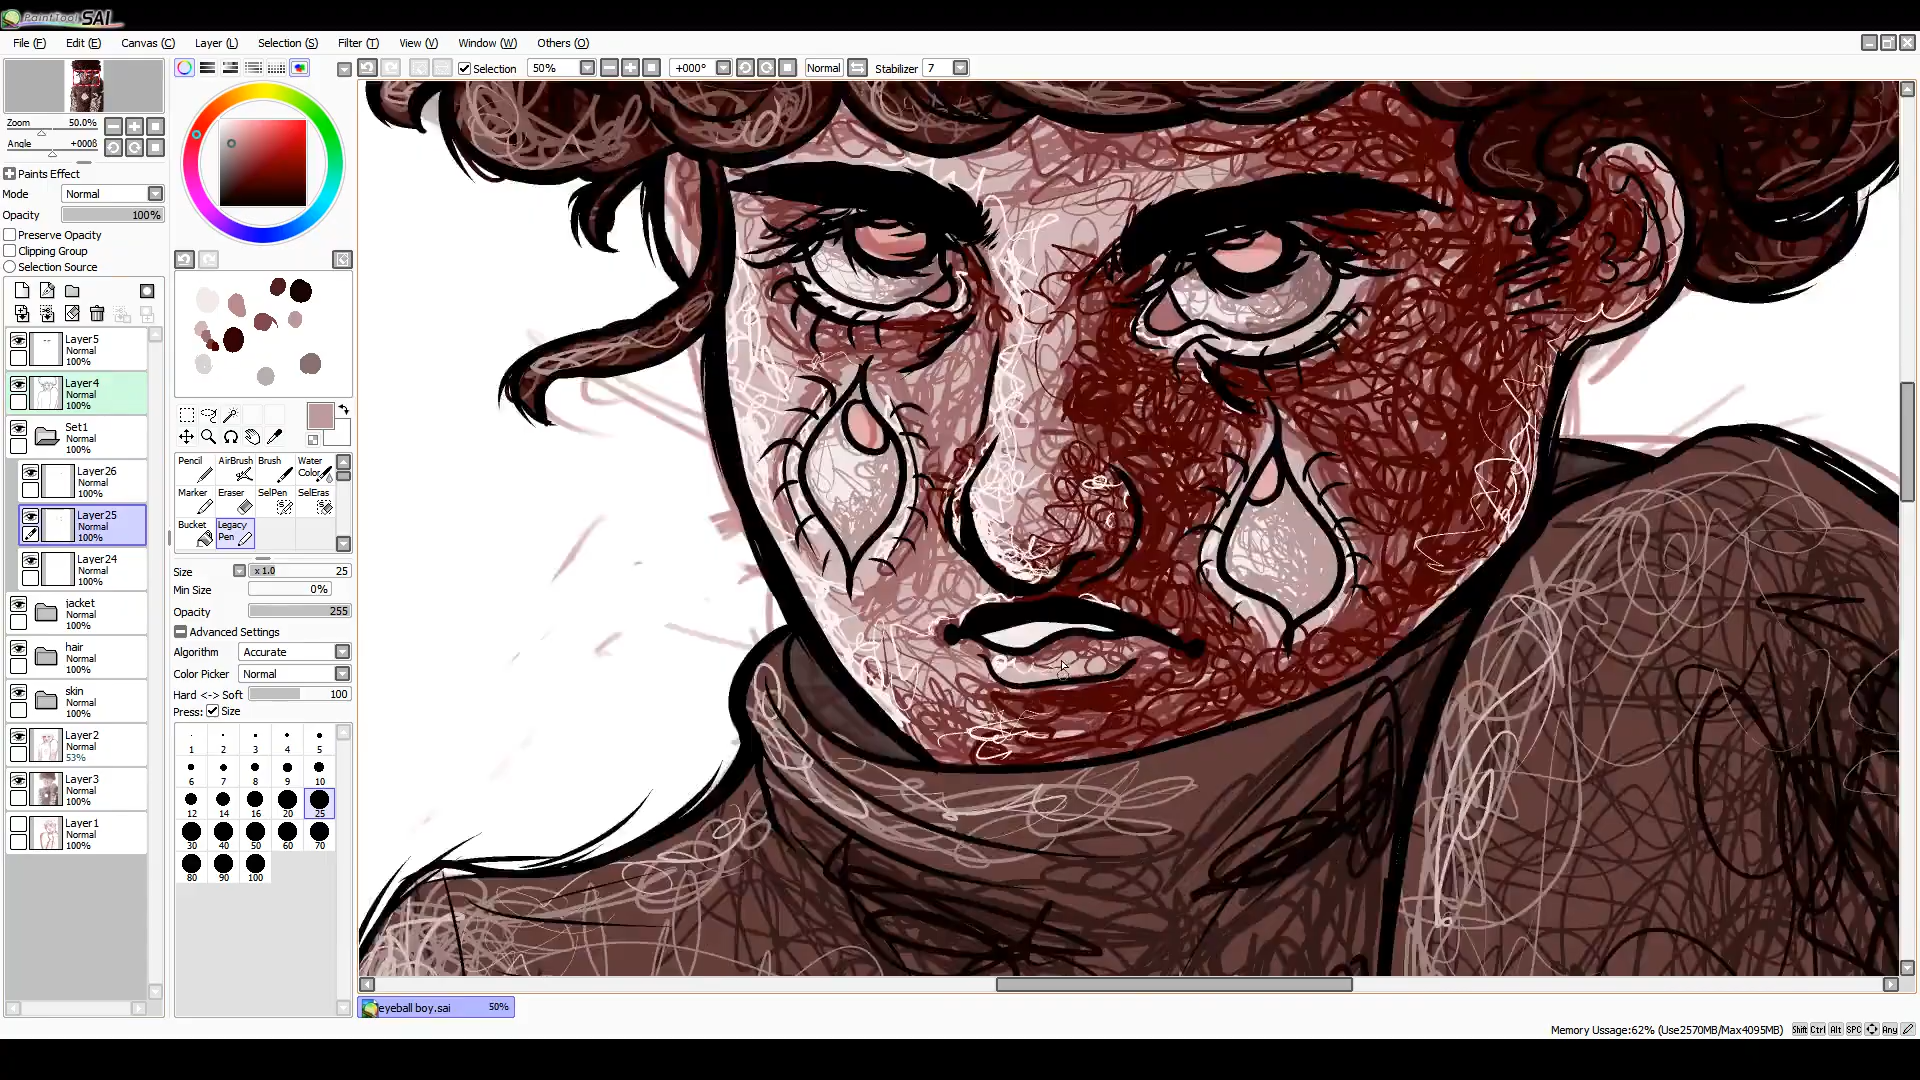 PaintTool SAI
File (F) Edit (E) Canvas (C) Layer (L) Selection (S) Filter (T) View (V) Window (W) Others (O)
Selection 50% +000° Normal Stabilizer 7
Zoom 50.0%
Angle +000ß
Paints Effect
Mode Normal
Opacity 100%
Preserve Opacity
Clipping Group
Selection Source
Layer5
Normal
100%
Layer4
Normal
100%
Set1
Normal
100%
Layer26
Normal
100%
Layer25
Normal
100%
Layer24
Normal
100%
jacket
Normal
100%
hair
Normal
100%
skin
Normal
100%
Layer2
Normal
53%
Layer3
Normal
100%
Layer1
Normal
100%
Pencil AirBrush Brush Water Color
Marker Eraser SelPen SelEras
Bucket Legacy Pen
Size x 1.0 25
Min Size 0%
Opacity 255
Advanced Settings
Algorithm Accurate
Color Picker Normal
Hard <-> Soft 100
Press: Size
1 2 3 4 5
6 7 8 9 10
12 14 16 20 25
30 40 50 60 70
80 90 100
eyeball boy.sai 50%
Memory Ussage:62% (Use2570MB/Max4095MB) Shift Ctrl Alt SPC Any